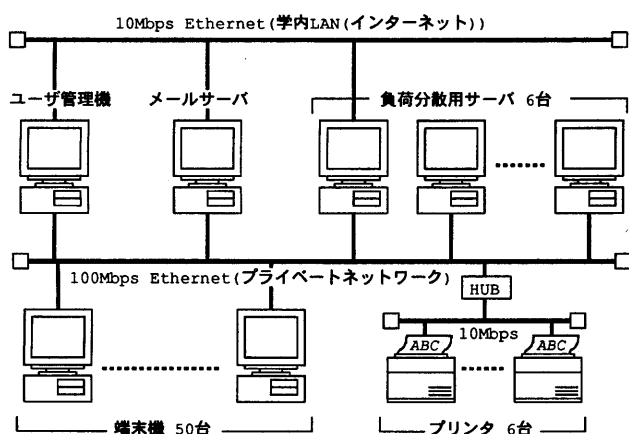 10Mbps Ethernet(学内LAN(インターネット))
ユーザ管理機
メールサーバ
負荷分散用サーバ 6台
100Mbps Ethernet(プライベートネットワーク)
HUB
10Mbps
ABC
ABC
端末機 50台
プリンタ 6台